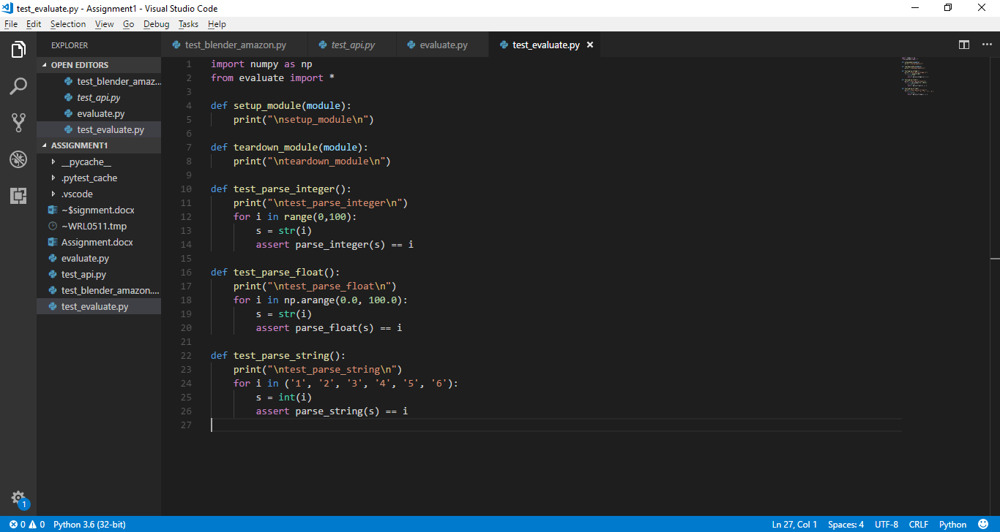 test_evaluate.py - Assignment1 - Visual Studio Code
File Edit Selection View Go Debug Tasks Help
EXPLORER
test_blender_amazon.py test_api.py evaluate.py test_evaluate.py
OPEN EDITORS
test_blender_amaz...
test_api.py
evaluate.py
test_evaluate.py
ASSIGNMENT1
__pycache__
.pytest_cache
.vscode
~$signment.docx
~WRL0511.tmp
Assignment.docx
evaluate.py
test_api.py
test_blender_amazon....
test_evaluate.py
1 import numpy as np
2 from evaluate import *
3
4 def setup_module(module):
5     print("\nsetup_module\n")
6
7 def teardown_module(module):
8     print("\nteardown_module\n")
9
10 def test_parse_integer():
11     print("\ntest_parse_integer\n")
12     for i in range(0,100):
13         s = str(i)
14         assert parse_integer(s) == i
15
16 def test_parse_float():
17     print("\ntest_parse_float\n")
18     for i in np.arange(0.0, 100.0):
19         s = str(i)
20         assert parse_float(s) == i
21
22 def test_parse_string():
23     print("\ntest_parse_string\n")
24     for i in ('1', '2', '3', '4', '5', '6'):
25         s = int(i)
26         assert parse_string(s) == i
27
1
0 0 Python 3.6 (32-bit) Ln 27, Col 1 Spaces: 4 UTF-8 CRLF Python